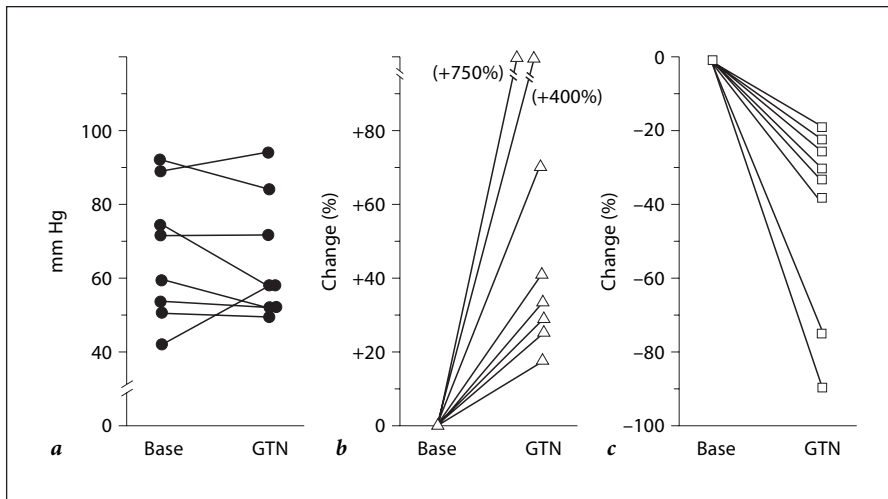 mm Hg
100
80
60
40
0
Base
GTN
a
Change (%)
+80
+60
+40
+20
0
(+750%)
(+400%)
Base
GTN
b
Change (%)
0
−20
−40
−60
−80
−100
Base
GTN
c